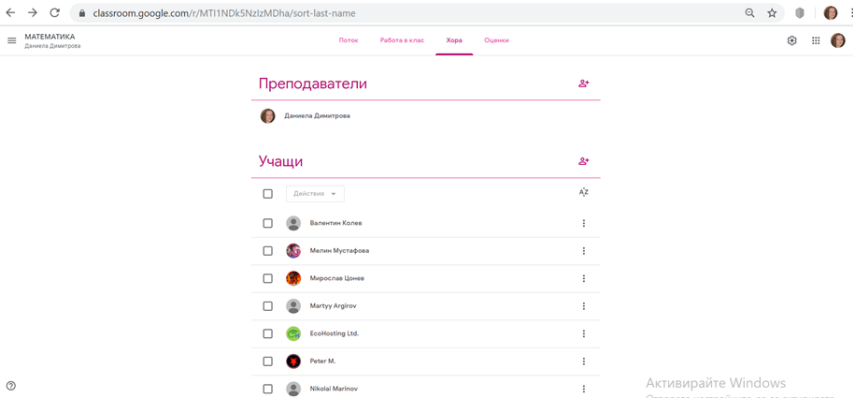 classroom.google.com/r/MTI1NDk5NzIzMDha/sort-last-name
МАТЕМАТИКА
Даниела Димитрова
Поток Работа в клас Хора Оценки
Преподаватели
Даниела Димитрова
Учащи
Действие
Валентин Колев
Мелин Мустафова
Мирослав Цонев
Martyy Argirov
EcoHosting Ltd.
Peter M.
Nikolai Marinov
Активирайте Windows